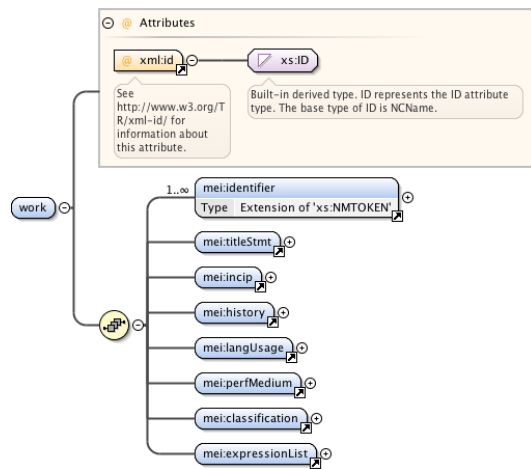 @ Attributes
@ xml:id
xs:ID
See
http://www.w3.org/T
R/xml-id/ for
information about
this attribute.
Built-in derived type. ID represents the ID attribute
type. The base type of ID is NCName.
work
1..∞
mei:identifier
Type Extension of 'xs:NMTOKEN'
mei:titleStmt
mei:incip
mei:history
mei:langUsage
mei:perfMedium
mei:classification
mei:expressionList